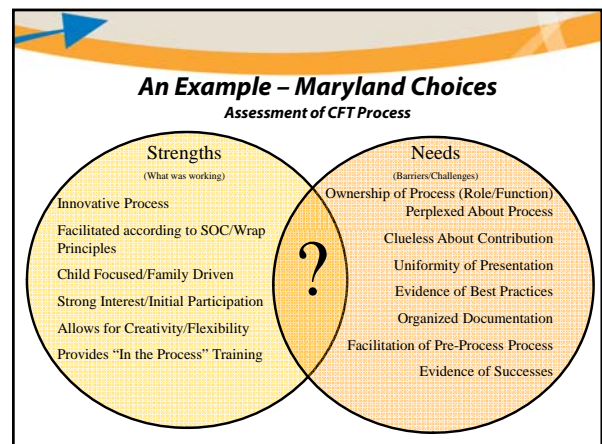 An Example – Maryland Choices
Assessment of CFT Process
Strengths
(What was working)
Innovative Process
Facilitated according to SOC/Wrap
Principles
Child Focused/Family Driven
Strong Interest/Initial Participation
Allows for Creativity/Flexibility
Provides “In the Process” Training
?
Needs
(Barriers/Challenges)
Ownership of Process (Role/Function)
Perplexed About Process
Clueless About Contribution
Uniformity of Presentation
Evidence of Best Practices
Organized Documentation
Facilitation of Pre-Process Process
Evidence of Successes